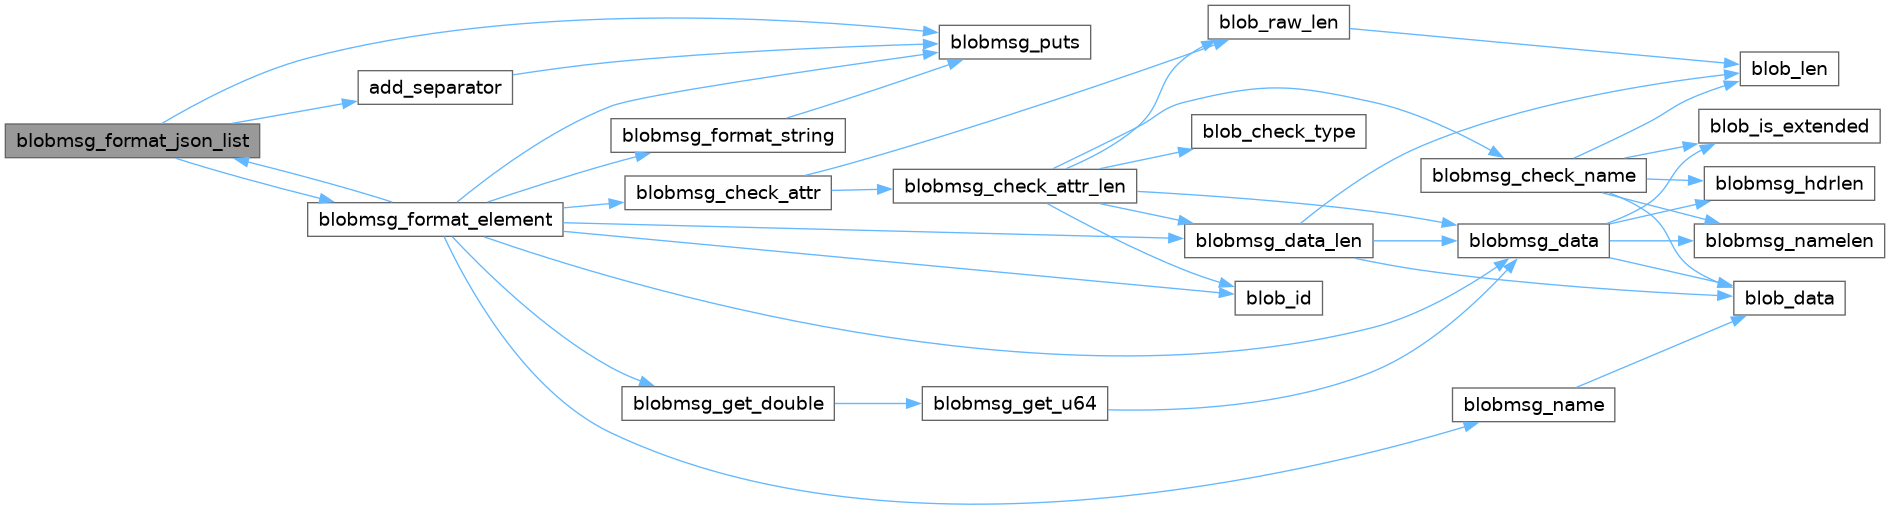 blobmsg_format_json_list
add_separator
blobmsg_puts
blobmsg_format_element
blobmsg_format_string
blobmsg_check_attr
blobmsg_get_double
blobmsg_check_attr_len
blobmsg_get_u64
blob_raw_len
blob_check_type
blobmsg_data_len
blob_id
blobmsg_check_name
blobmsg_data
blobmsg_name
blob_len
blob_is_extended
blobmsg_hdrlen
blobmsg_namelen
blob_data